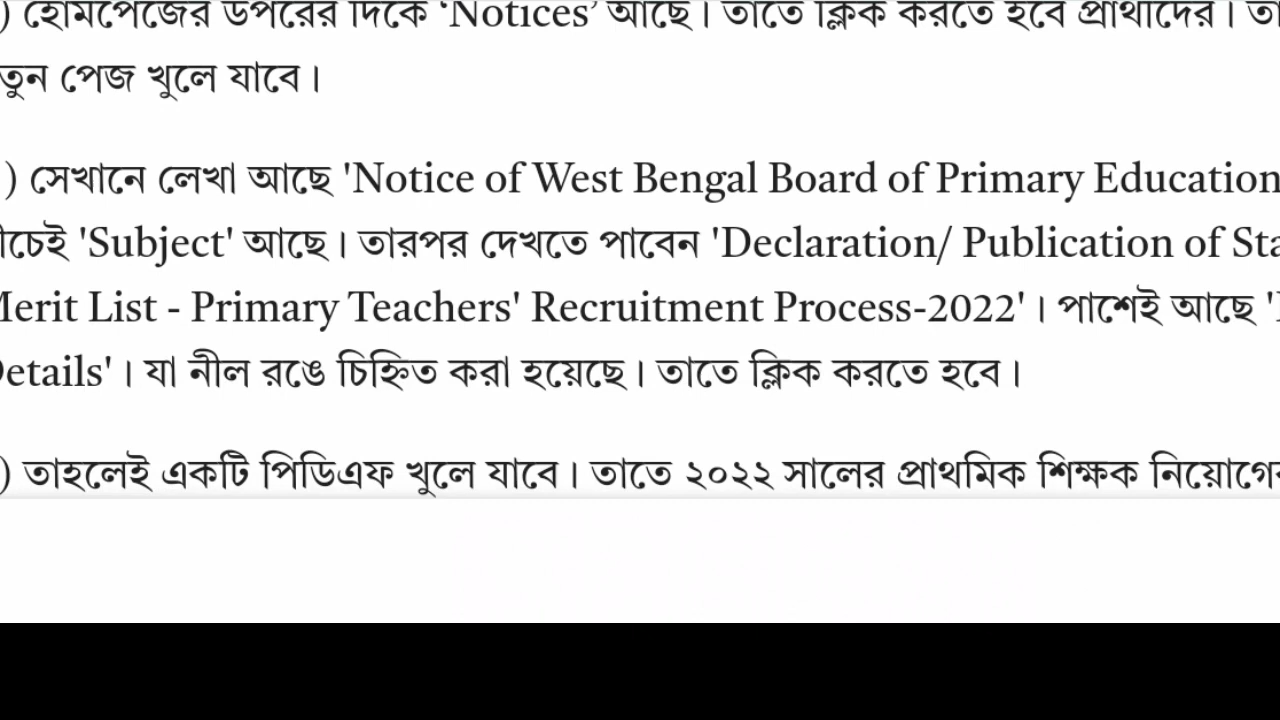 ) হোমপেজের উপরের দিকে ‘Notices’ আছে। তাতে ক্লিক করতে হবে প্রার্থীদের।
তুন পেজ খুলে যাবে।
) সেখানে লেখা আছে 'Notice of West Bengal Board of Primary Education
ীচেই 'Subject' আছে। তারপর দেখতে পাবেন 'Declaration/ Publication of Sta
Merit List - Primary Teachers' Recruitment Process-2022'। পাশেই আছে '
Details'। যা নীল রঙে চিহ্নিত করা হয়েছে। তাতে ক্লিক করতে হবে।
) তাহলেই একটি পিডিএফ খুলে যাবে। তাতে ২০২২ সালের প্রাথমিক শিক্ষক নিয়োগের